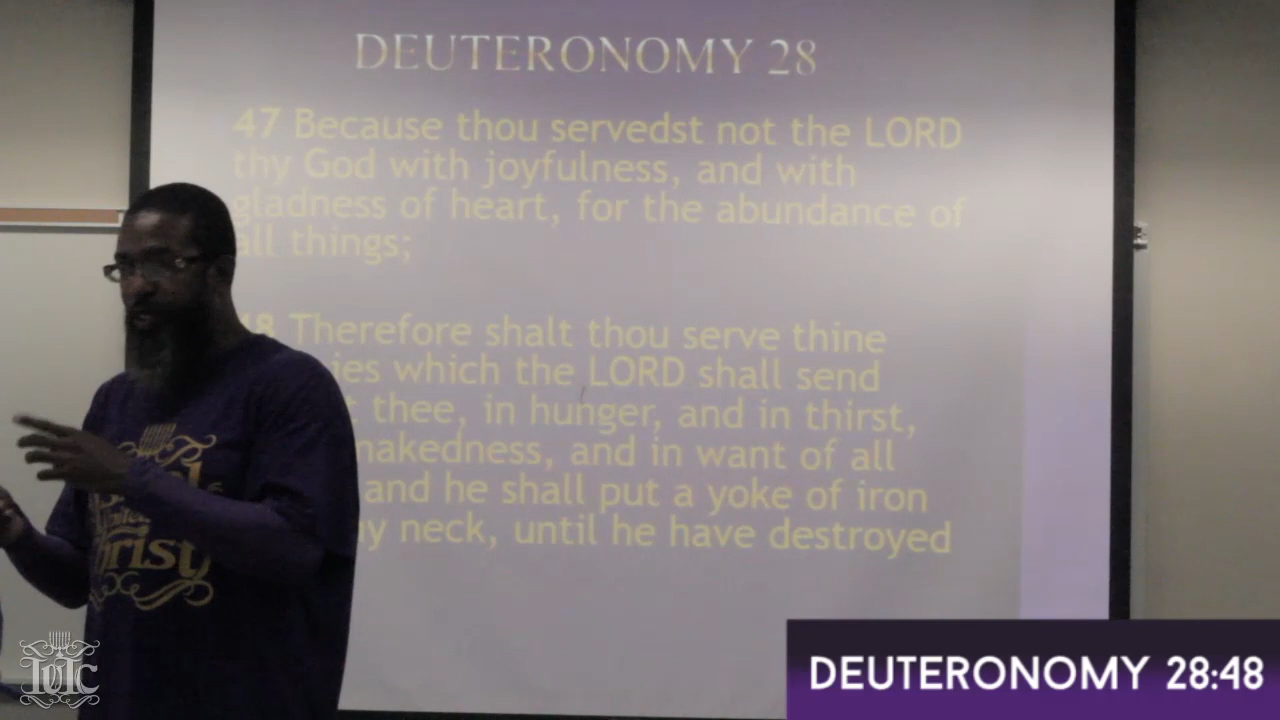 DEUTERONOMY 28
47 Because thou servedst not the LORD
thy God with joyfulness, and with
gladness of heart, for the abundance of
all things;
Therefore shalt thou serve thine
which the LORD shall send
thee, in hunger, and in thirst,
nakedness, and in want of all
and he shall put a yoke of iron
neck, until he have destroyed
Christ
IUIC
DEUTERONOMY 28:48